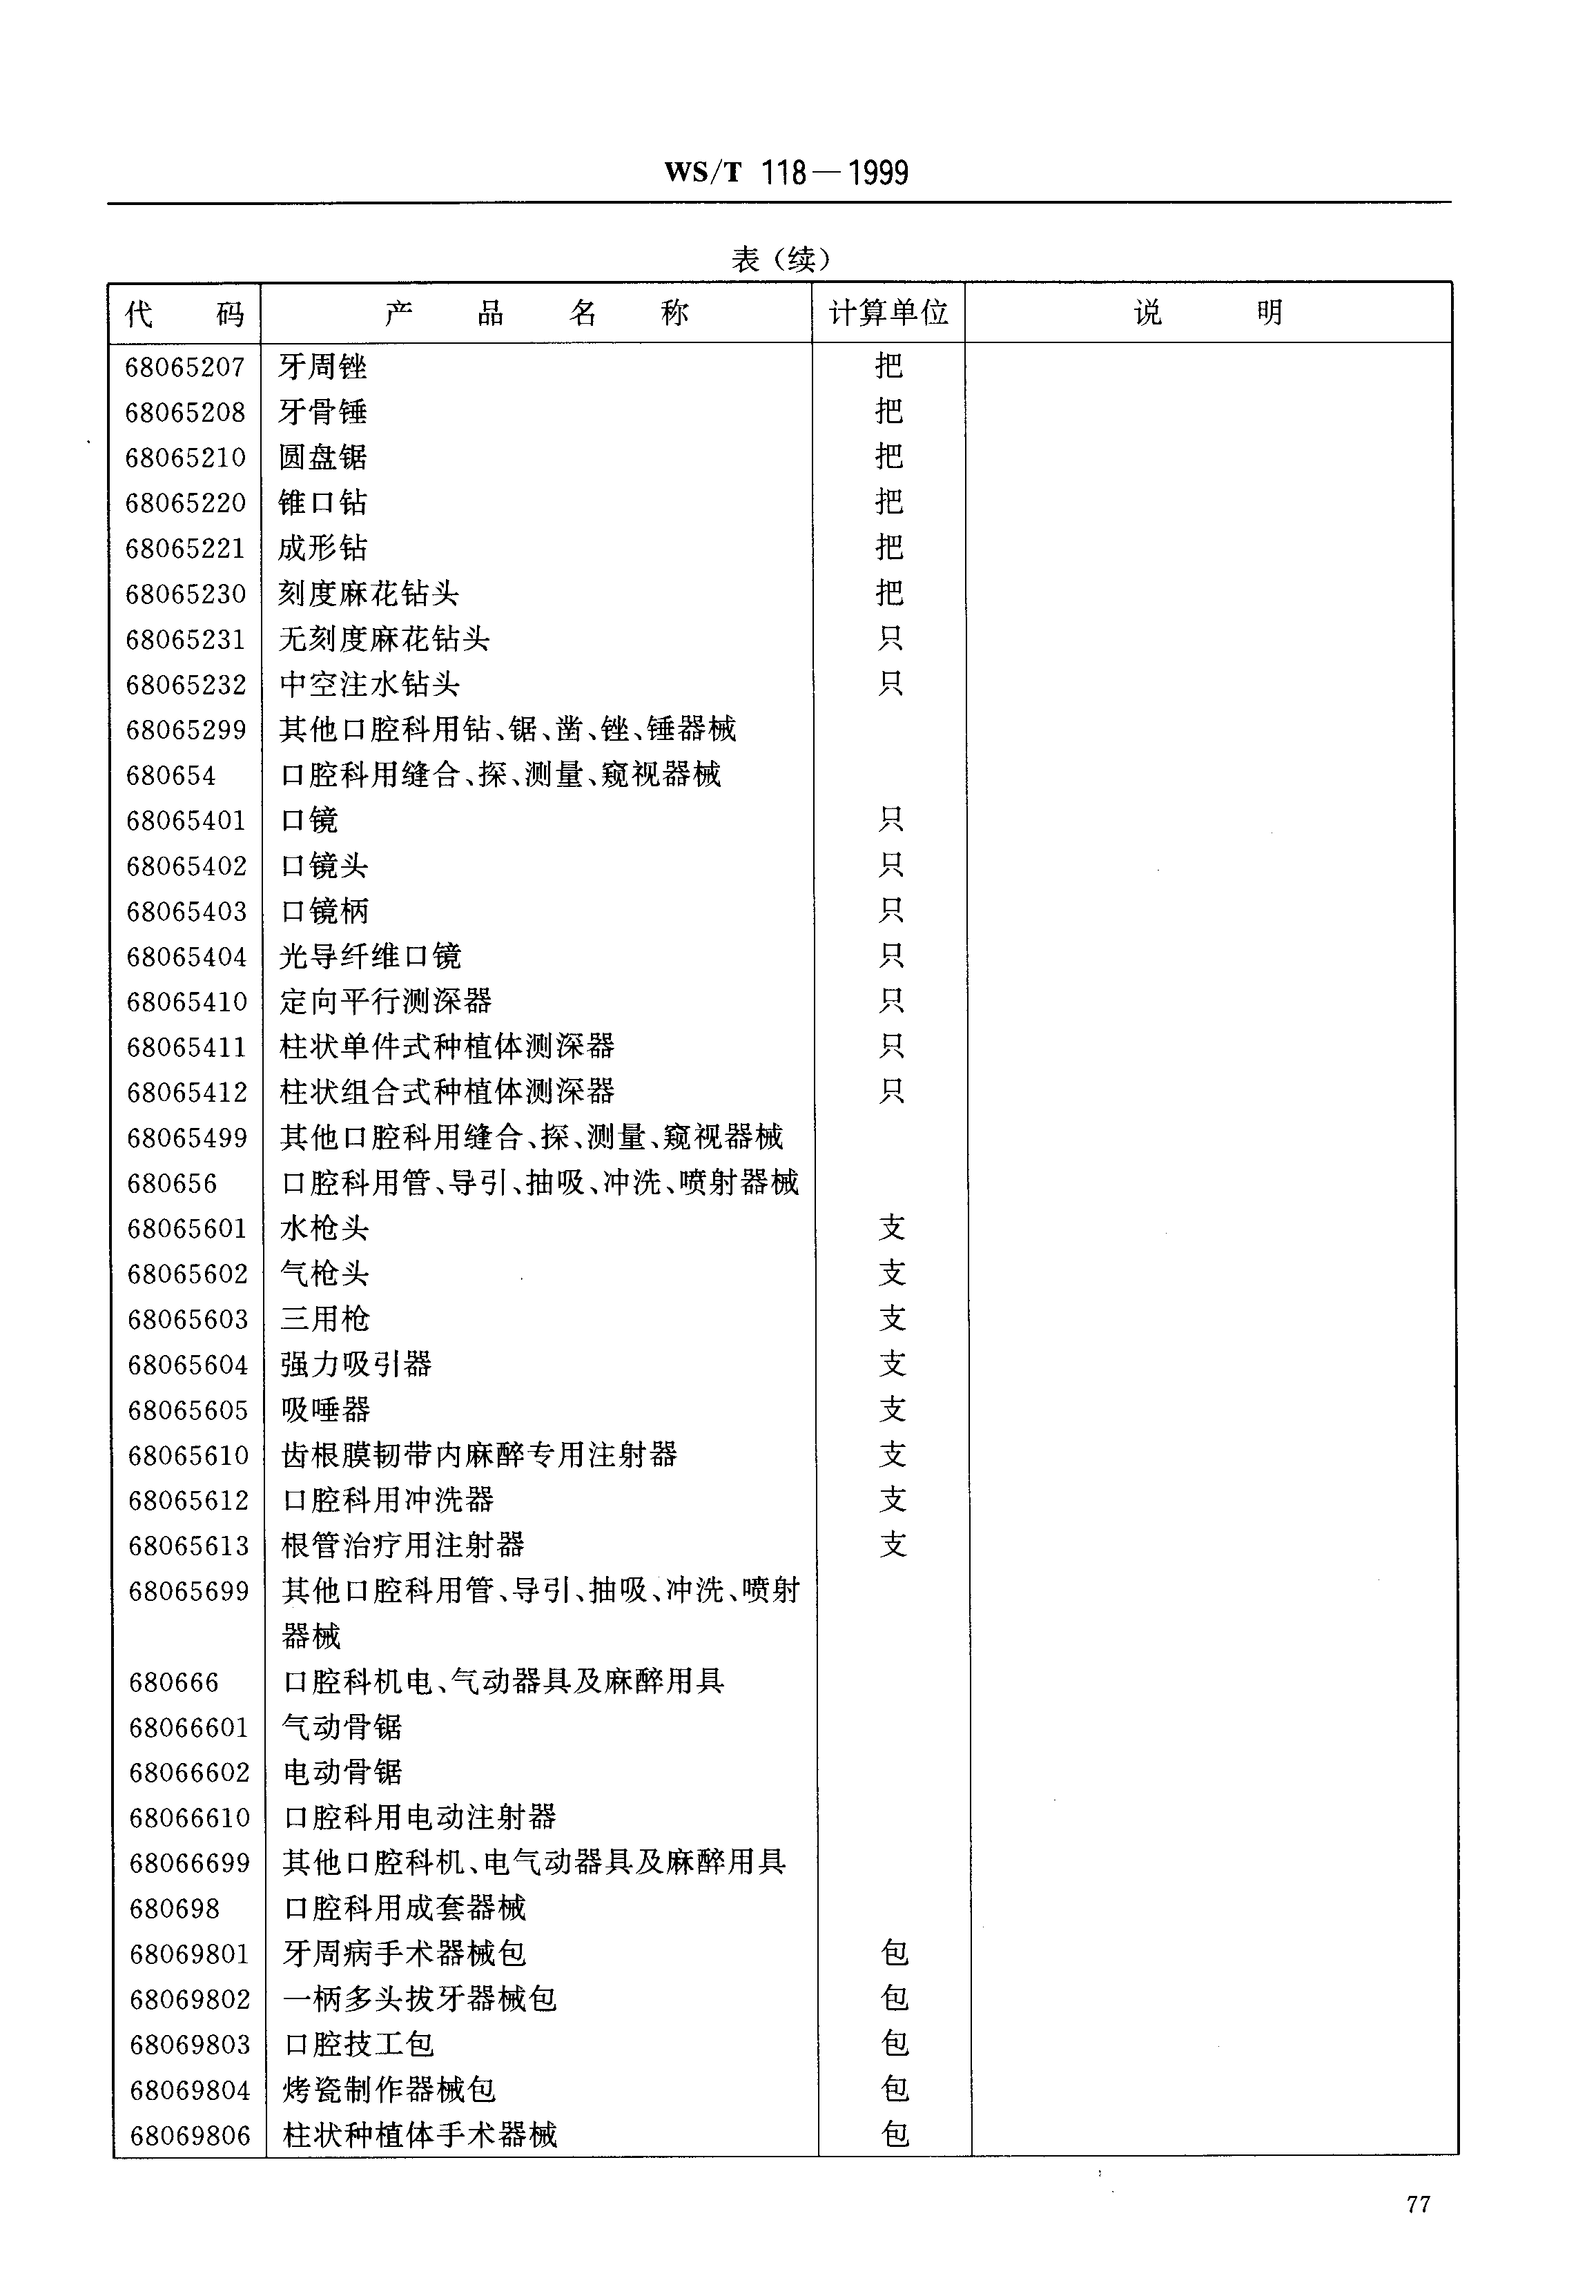 WS/T 118—1999
表（续）
代 码 产 品 名 称 计算单位 说 明
68065207 牙周锉 把
68065208 牙骨锤 把
68065210 圆盘锯 把
68065220 锥口钻 把
68065221 成形钻 把
68065230 刻度麻花钻头 把
68065231 无刻度麻花钻头 只
68065232 中空注水钻头 只
68065299 其他口腔科用钻、锯、凿、锉、锤器械
680654 口腔科用缝合、探、测量、窥视器械
68065401 口镜 只
68065402 口镜头 只
68065403 口镜柄 只
68065404 光导纤维口镜 只
68065410 定向平行测深器 只
68065411 柱状单件式种植体测深器 只
68065412 柱状组合式种植体测深器 只
68065499 其他口腔科用缝合、探、测量、窥视器械
680656 口腔科用管、导引、抽吸、冲洗、喷射器械
68065601 水枪头 支
68065602 气枪头 支
68065603 三用枪 支
68065604 强力吸引器 支
68065605 吸唾器 支
68065610 齿根膜韧带内麻醉专用注射器 支
68065612 口腔科用冲洗器 支
68065613 根管治疗用注射器 支
68065699 其他口腔科用管、导引、抽吸、冲洗、喷射
器械
680666 口腔科机电、气动器具及麻醉用具
68066601 气动骨锯
68066602 电动骨锯
68066610 口腔科用电动注射器
68066699 其他口腔科机、电气动器具及麻醉用具
680698 口腔科用成套器械
68069801 牙周病手术器械包 包
68069802 一柄多头拔牙器械包 包
68069803 口腔技工包 包
68069804 烤瓷制作器械包 包
68069806 柱状种植体手术器械 包
77